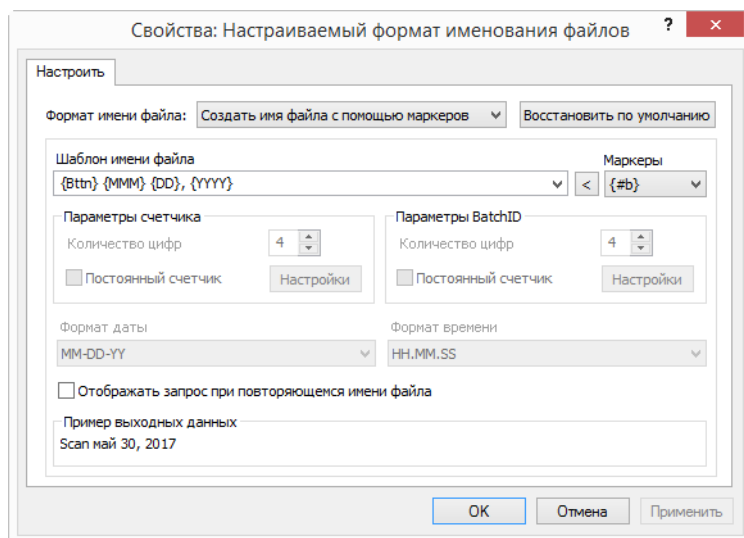 Свойства: Настраиваемый формат именования файлов ? ×
Настроить
Формат имени файла: Создать имя файла с помощью маркеров Восстановить по умолчанию
Шаблон имени файла Маркеры
{Bttn} {MMM} {DD}, {YYYY} < {#b}
Параметры счетчика Параметры BatchID
Количество цифр 4 Количество цифр 4
Постоянный счетчик Настройки Постоянный счетчик Настройки
Формат даты Формат времени
MM-DD-YY HH.MM.SS
Отображать запрос при повторяющемся имени файла
Пример выходных данных
Scan май 30, 2017
OK Отмена Применить